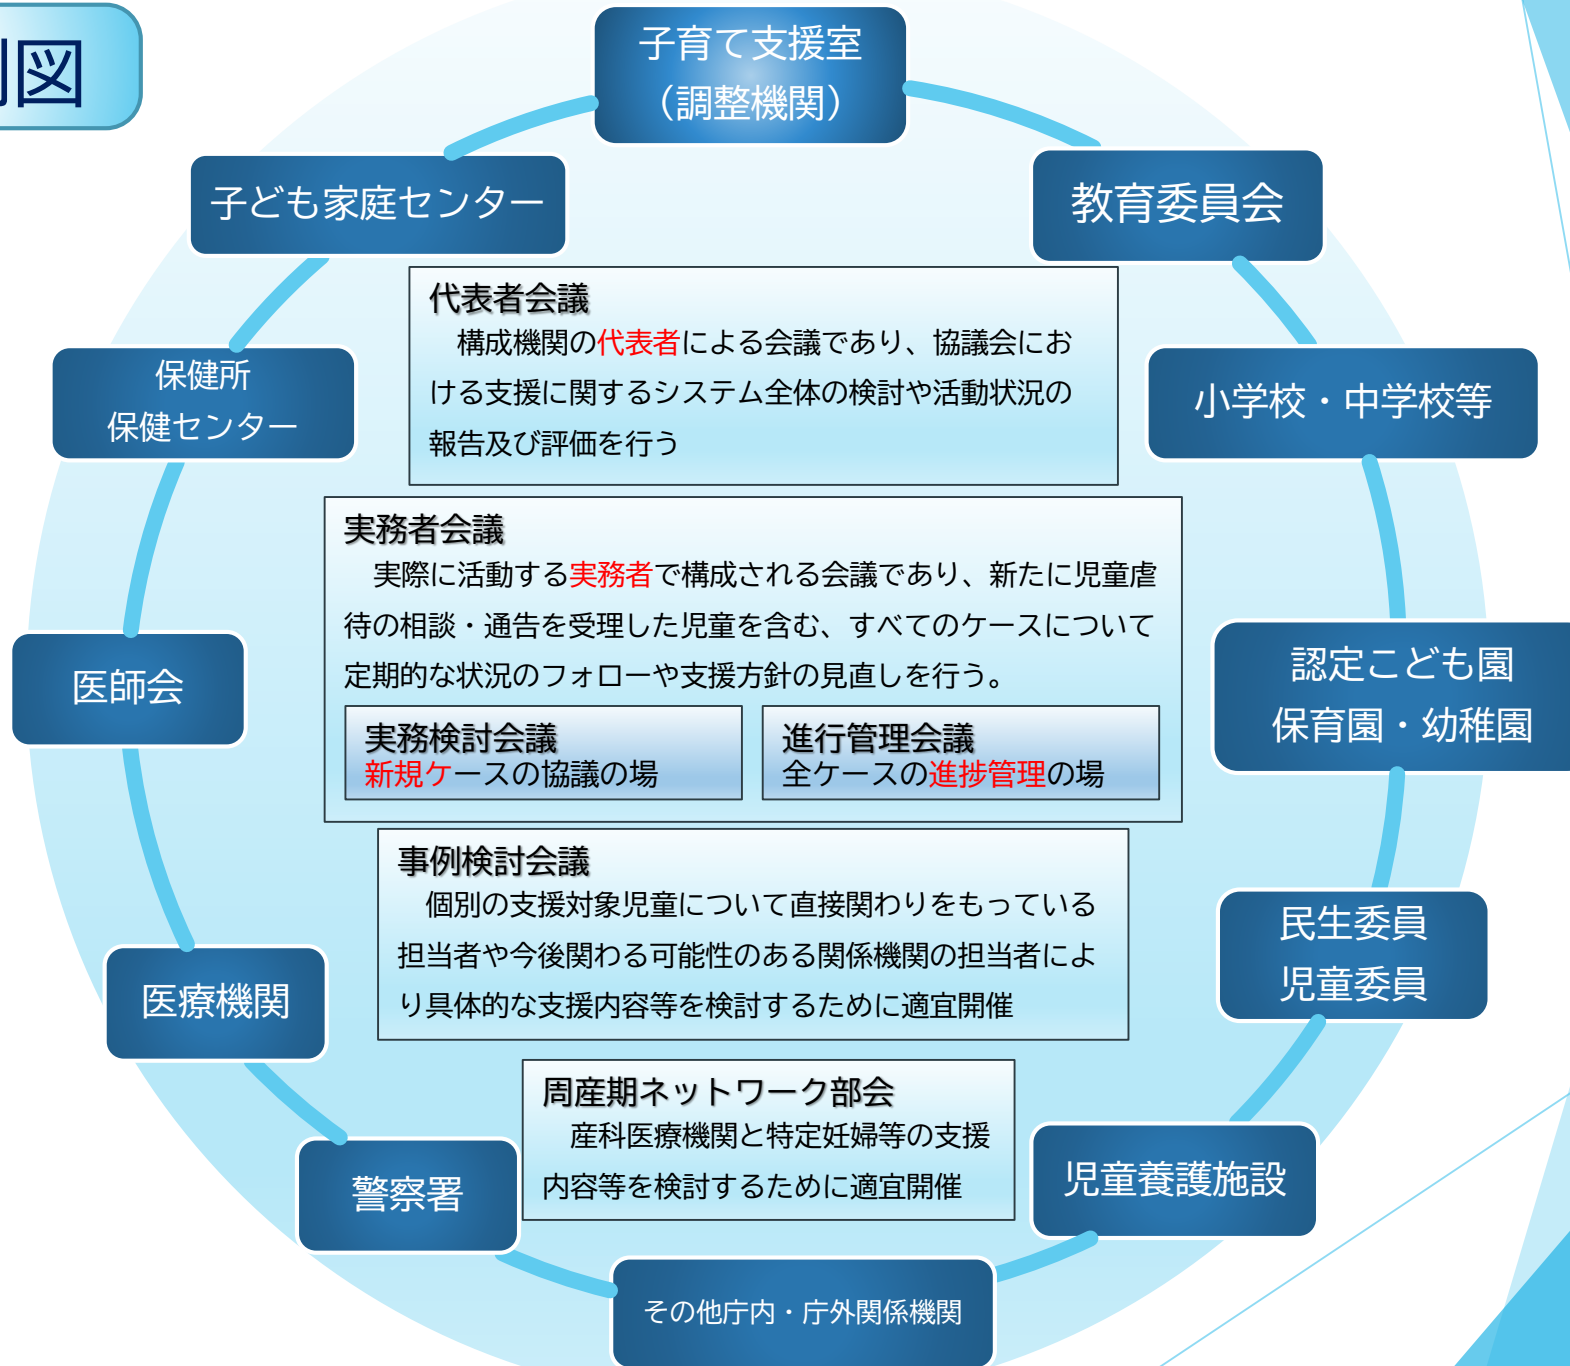 図
子育て支援室
（調整機関）
子ども家庭センター
教育委員会
保健所
保健センター
小学校・中学校等
医師会
認定こども園
保育園・幼稚園
医療機関
民生委員
児童委員
警察署
児童養護施設
その他庁内・庁外関係機関
代表者会議
構成機関の代表者による会議であり、協議会にお
ける支援に関するシステム全体の検討や活動状況の
報告及び評価を行う
実務者会議
実際に活動する実務者で構成される会議であり、新たに児童虐
待の相談・通告を受理した児童を含む、すべてのケースについて
定期的な状況のフォローや支援方針の見直しを行う。
実務検討会議
新規ケースの協議の場
進行管理会議
全ケースの進捗管理の場
事例検討会議
個別の支援対象児童について直接関わりをもっている
担当者や今後関わる可能性のある関係機関の担当者によ
り具体的な支援内容等を検討するために適宜開催
周産期ネットワーク部会
産科医療機関と特定妊婦等の支援
内容等を検討するために適宜開催